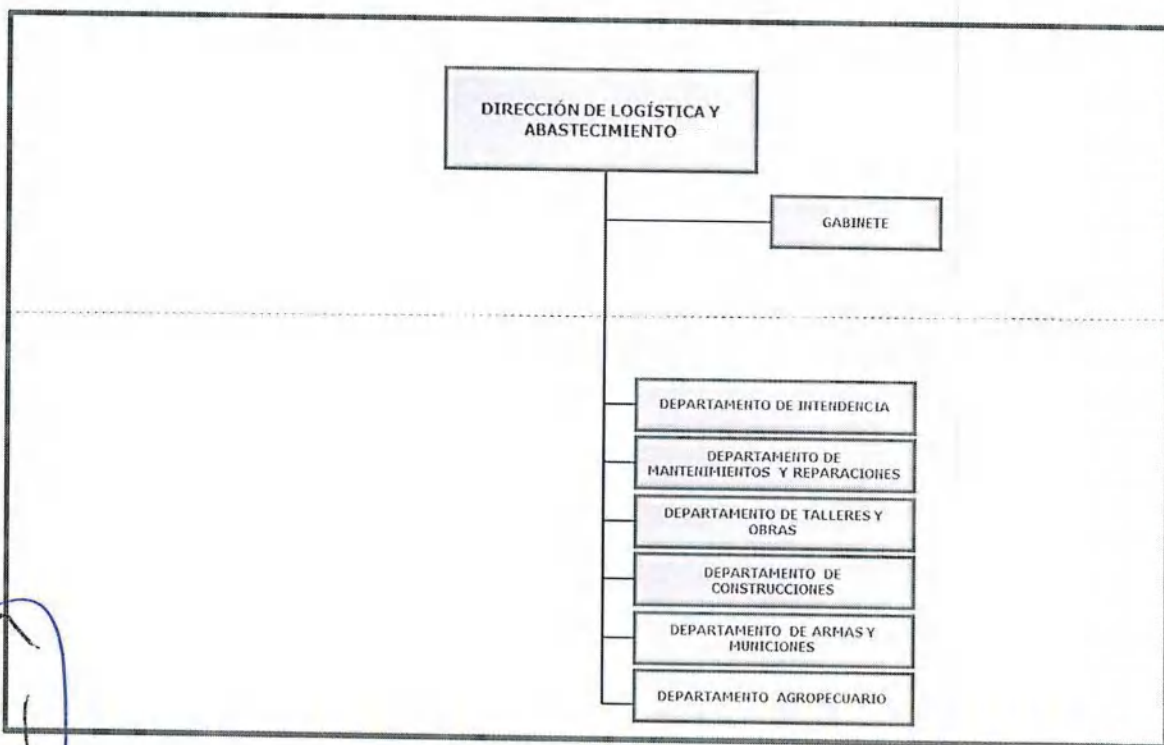 DIRECCIÓN DE LOGÍSTICA Y
ABASTECIMIENTO
GABINETE
DEPARTAMENTO DE INTENDENCIA
DEPARTAMENTO DE
MANTENIMIENTOS Y REPARACIONES
DEPARTAMENTO DE TALLERES Y
OBRAS
DEPARTAMENTO DE
CONSTRUCCIONES
DEPARTAMENTO DE ARMAS Y
MUNICIONES
DEPARTAMENTO AGROPECUARIO